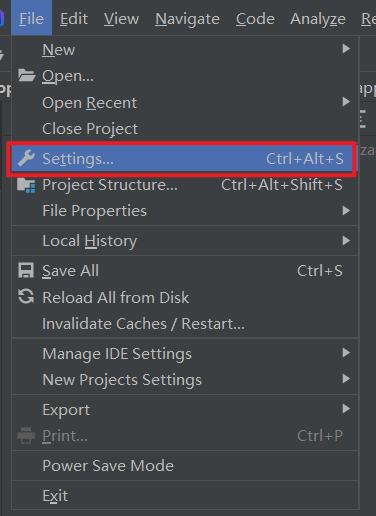 File Edit View Navigate Code Analyze
New
Open...
Open Recent
Close Project
Settings... Ctrl+Alt+S
Project Structure... Ctrl+Alt+Shift+S
File Properties
Local History
Save All Ctrl+S
Reload All from Disk
Invalidate Caches / Restart...
Manage IDE Settings
New Projects Settings
Export
Print... Ctrl+P
Power Save Mode
Exit